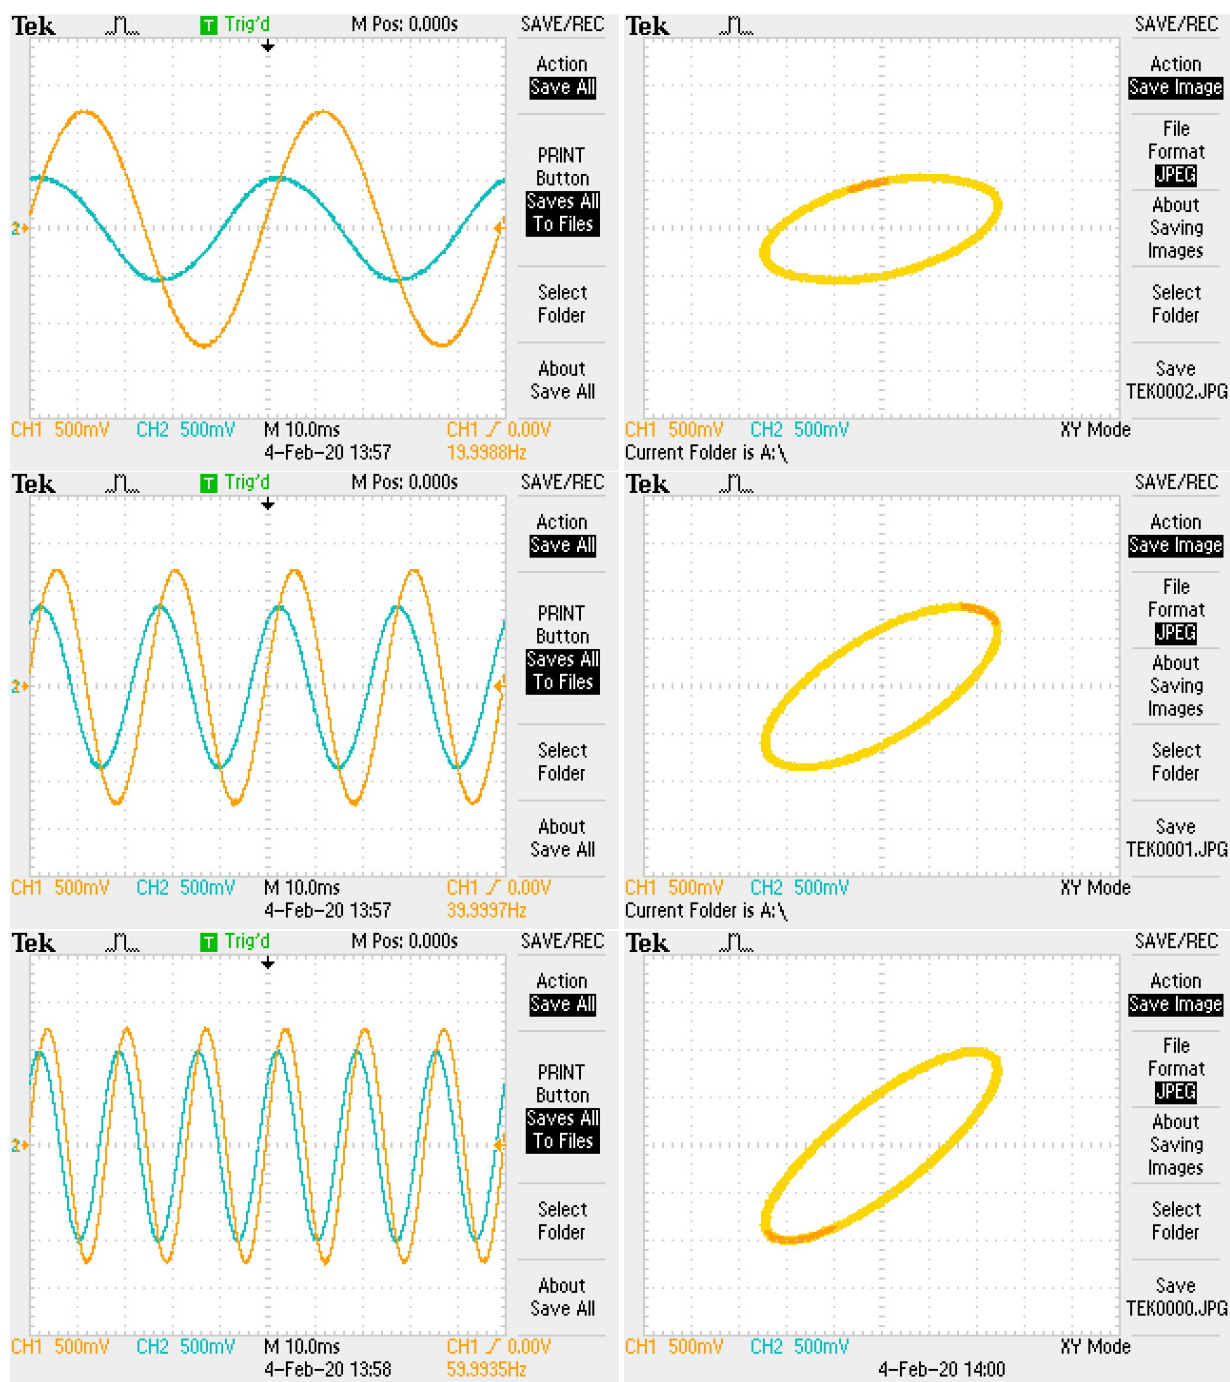 Tek T Trig'd M Pos: 0.000s SAVE/REC
Action
Save All
PRINT
Button
Saves All
To Files
Select
Folder
About
Save All
2
CH1 500mV CH2 500mV M 10.0ms CH1 0.00V
4-Feb-20 13:57 19.9988Hz
Tek SAVE/REC
Action
Save Image
File
Format
JPEG
About
Saving
Images
Select
Folder
Save
TEK0002.JPG
CH1 500mV CH2 500mV XY Mode
Current Folder is A:\
Tek T Trig'd M Pos: 0.000s SAVE/REC
Action
Save All
PRINT
Button
Saves All
To Files
Select
Folder
About
Save All
2
CH1 500mV CH2 500mV M 10.0ms CH1 0.00V
4-Feb-20 13:57 39.9997Hz
Tek SAVE/REC
Action
Save Image
File
Format
JPEG
About
Saving
Images
Select
Folder
Save
TEK0001.JPG
CH1 500mV CH2 500mV XY Mode
Current Folder is A:\
Tek T Trig'd M Pos: 0.000s SAVE/REC
Action
Save All
PRINT
Button
Saves All
To Files
Select
Folder
About
Save All
2
CH1 500mV CH2 500mV M 10.0ms CH1 0.00V
4-Feb-20 13:58 59.9935Hz
Tek SAVE/REC
Action
Save Image
File
Format
JPEG
About
Saving
Images
Select
Folder
Save
TEK0000.JPG
CH1 500mV CH2 500mV XY Mode
4-Feb-20 14:00